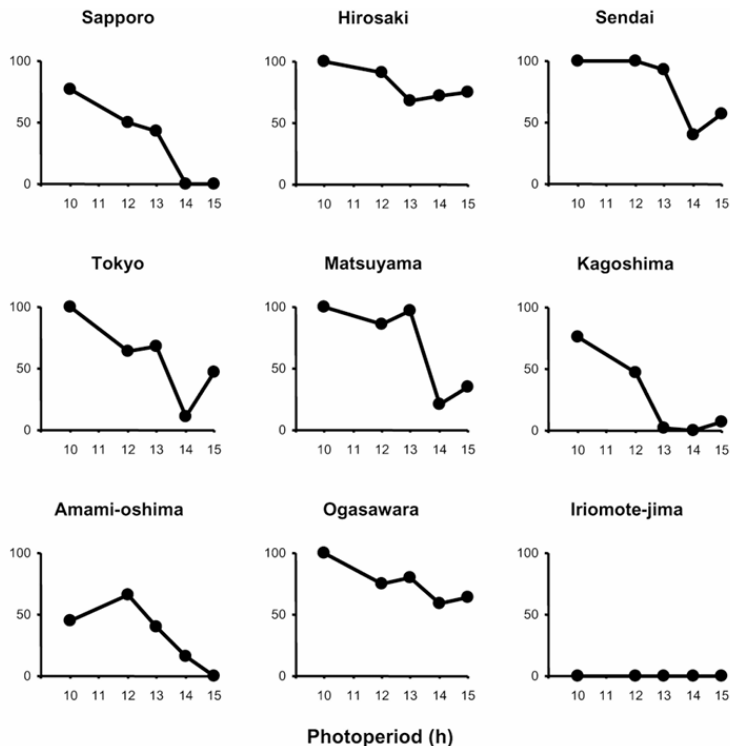 Sapporo Hirosaki Sendai
100 100 100
50 50 50
0 0 0
10 11 12 13 14 15 10 11 12 13 14 15 10 11 12 13 14 15
Tokyo Matsuyama Kagoshima
100 100 100
50 50 50
0 0 0
10 11 12 13 14 15 10 11 12 13 14 15 10 11 12 13 14 15
Amami-oshima Ogasawara Iriomote-jima
100 100 100
50 50 50
0 0 0
10 11 12 13 14 15 10 11 12 13 14 15 10 11 12 13 14 15
Photoperiod (h)